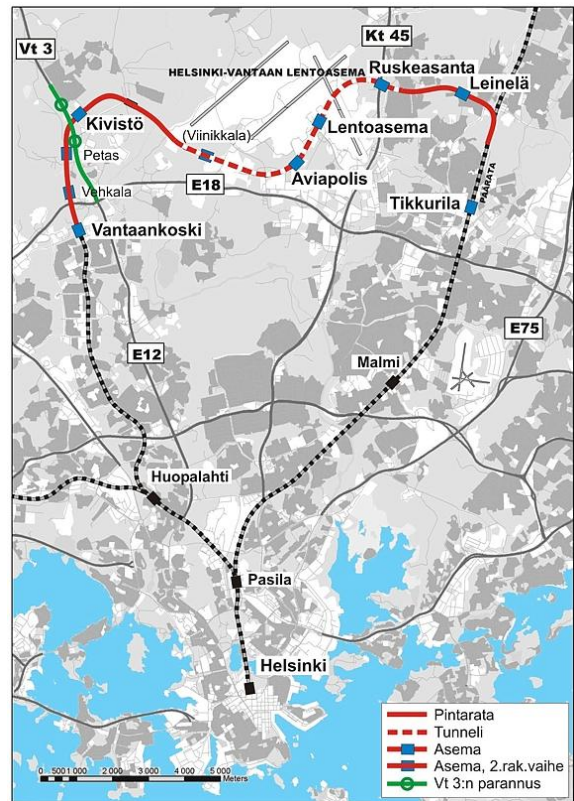 Vt 3
Kt 45
HELSINKI-VANTAAN LENTOASEMA
Ruskeasanta
Leinelä
Kivistö
(Viinikkala)
Lentoasema
Petas
Aviapolis
E18
Vehkala
Tikkurila
PÄÄRATA
Vantaankoski
E12
E75
Malmi
Huopalahti
Pasila
Helsinki
Pintarata
Tunneli
Asema
Asema, 2.rak.vaihe
Vt 3:n parannus
0 500 1 000 2 000 3 000 4 000 5 000
Meters